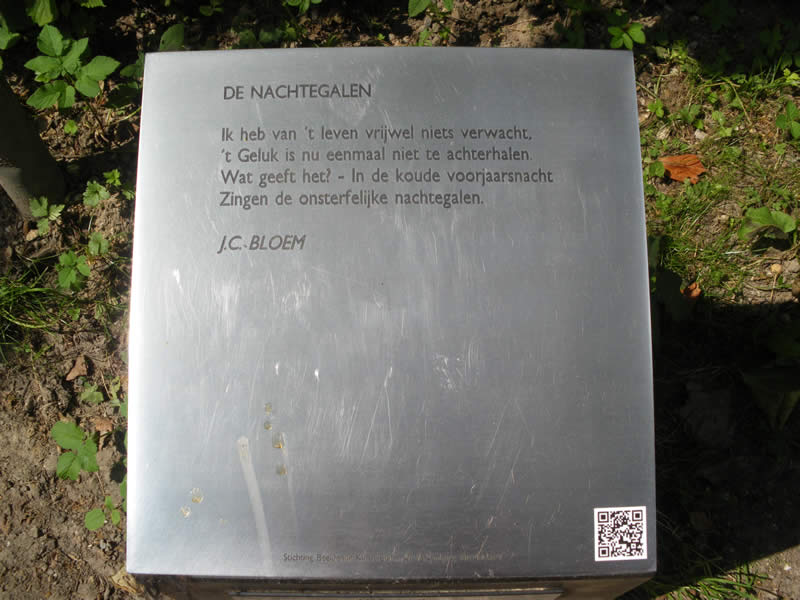 DE NACHTEGALEN
Ik heb van 't leven vrijwel niets verwacht,
't Geluk is nu eenmaal niet te achterhalen.
Wat geeft het? - In de koude voorjaarsnacht
Zingen de onsterfelijke nachtegalen.
J.C. BLOEM
Stichting